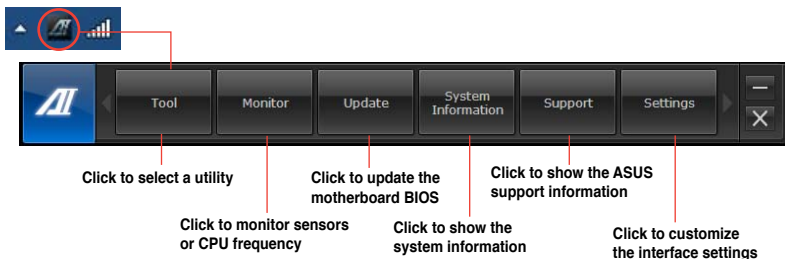 Tool
Monitor
Update
System
Information
Support
Settings
Click to select a utility
Click to update the
motherboard BIOS
Click to show the ASUS
support information
Click to monitor sensors
or CPU frequency
Click to show the
system information
Click to customize
the interface settings